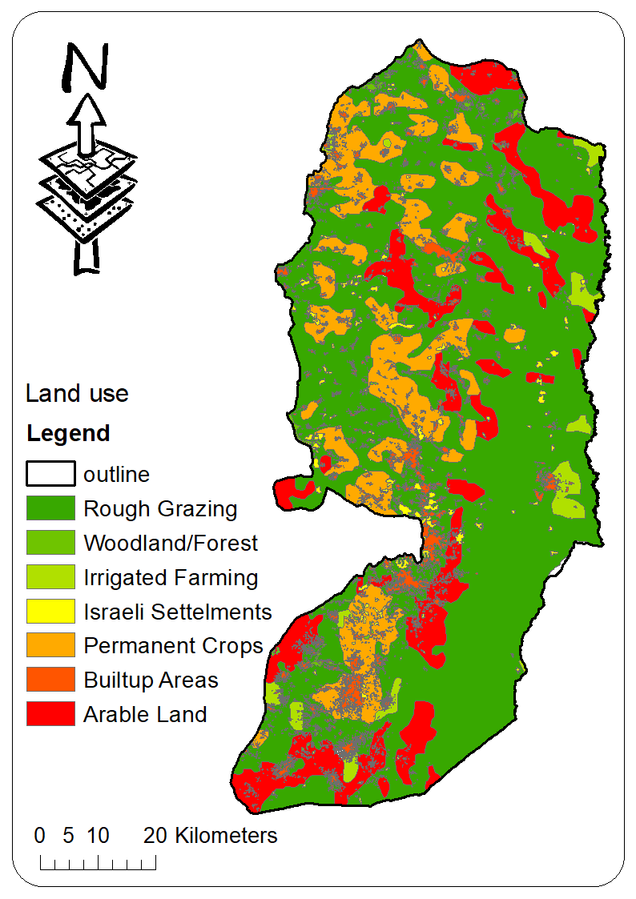 N
Land use
Legend
outline
Rough Grazing
Woodland/Forest
Irrigated Farming
Israeli Settelments
Permanent Crops
Builtup Areas
Arable Land
0 5 10 20 Kilometers